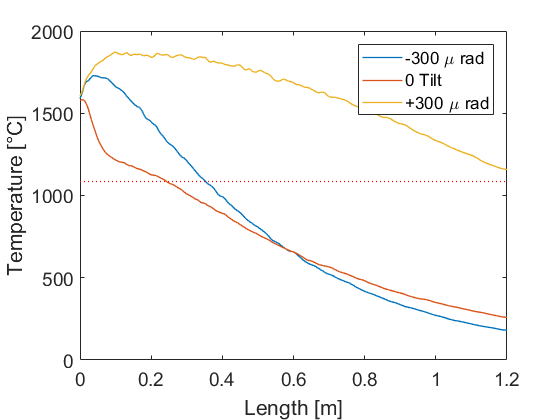 2000
1500
1000
500
0
Temperature [°C]
-300 μ rad
0 Tilt
+300 μ rad
0 0.2 0.4 0.6 0.8 1 1.2
Length [m]